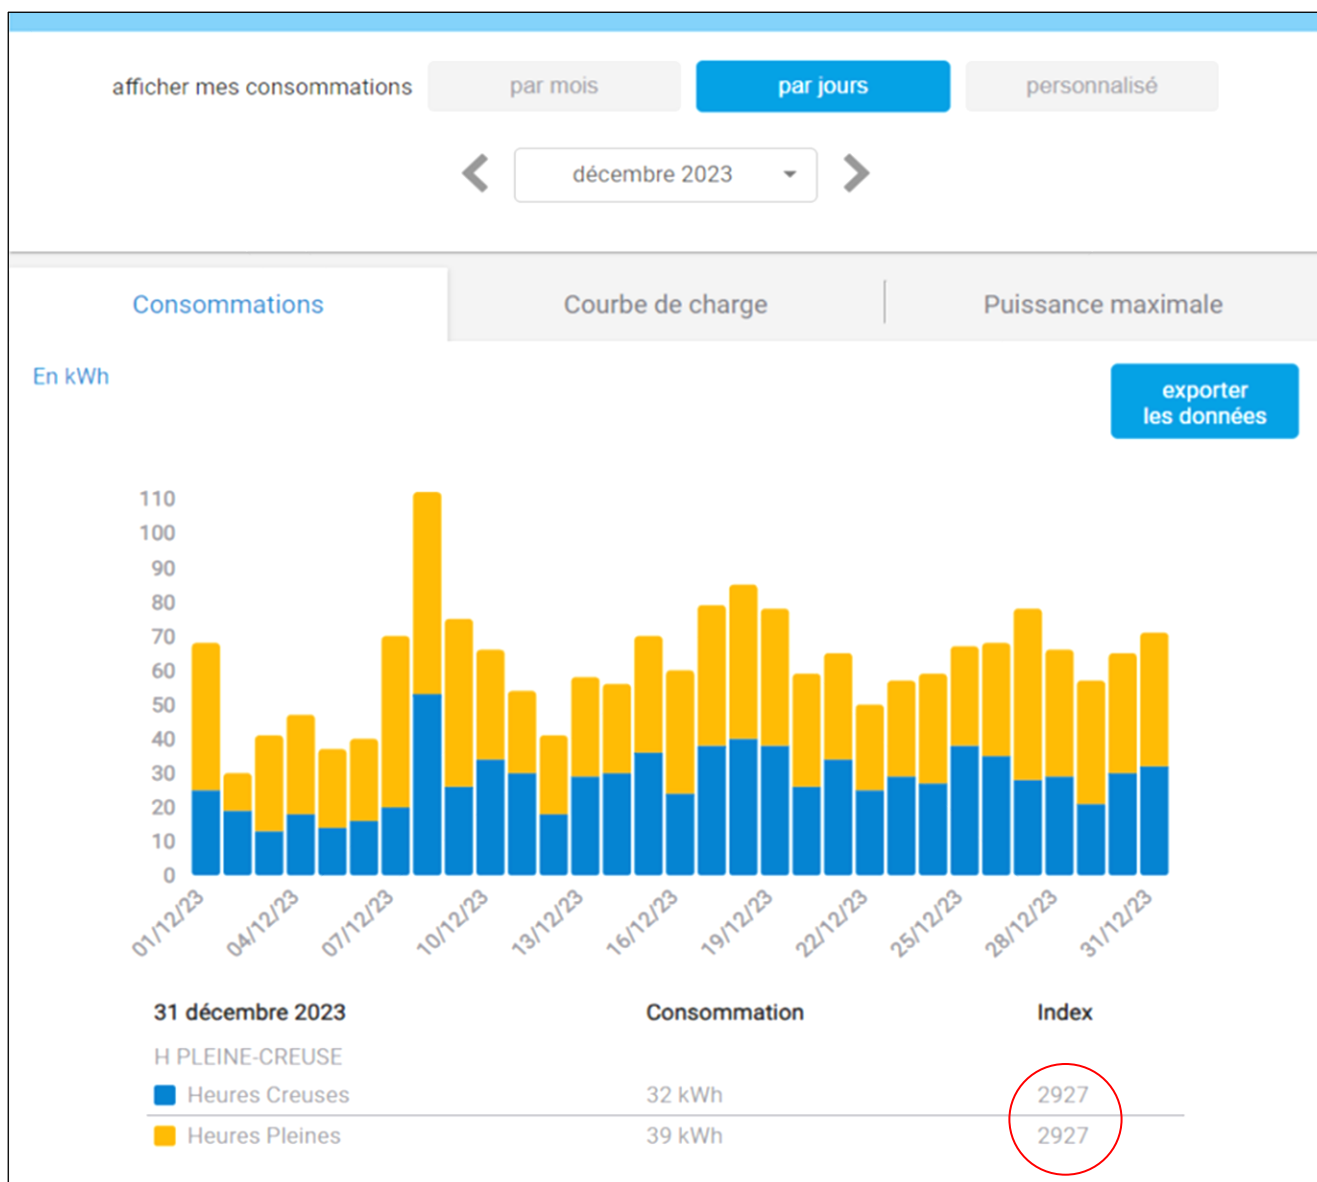 afficher mes consommations par mois par jours personnalisé
décembre 2023
Consommations Courbe de charge Puissance maximale
En kWh
exporter
les données
110
100
90
80
70
60
50
40
30
20
10
0
01/12/23 04/12/23 07/12/23 10/12/23 13/12/23 16/12/23 19/12/23 22/12/23 25/12/23 28/12/23 31/12/23
31 décembre 2023 Consommation Index
H PLEINE-CREUSE
Heures Creuses 32 kWh 2927
Heures Pleines 39 kWh 2927